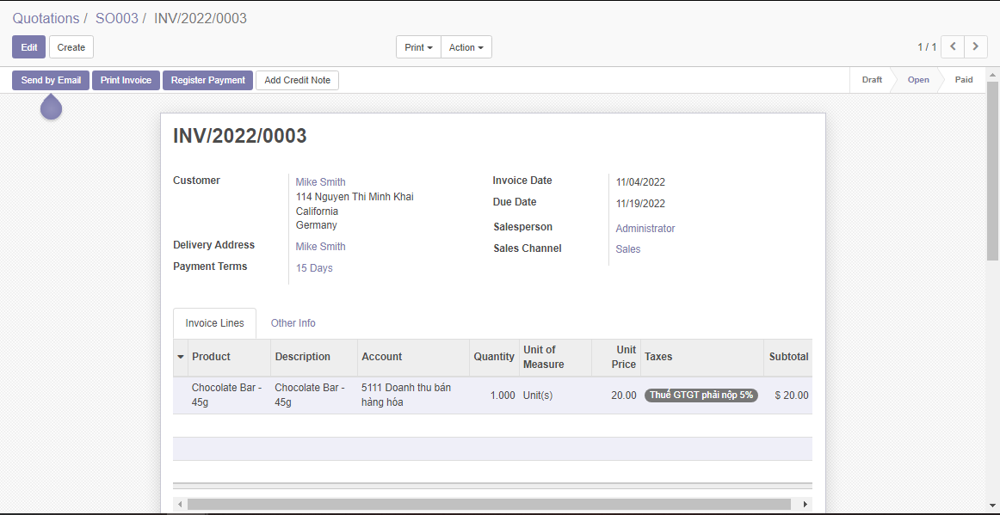 Quotations / SO003 / INV/2022/0003
Edit Create Print Action 1 / 1
Send by Email Print Invoice Register Payment Add Credit Note Draft Open Paid
INV/2022/0003
Customer Mike Smith Invoice Date 11/04/2022
114 Nguyen Thi Minh Khai
California Due Date 11/19/2022
Germany Salesperson Administrator
Delivery Address Mike Smith Sales Channel Sales
Payment Terms 15 Days
Invoice Lines Other Info
Product Description Account Quantity Unit of Measure Unit Price Taxes Subtotal
Chocolate Bar - 45g Chocolate Bar - 45g 5111 Doanh thu bán hàng hóa 1.000 Unit(s) 20.00 Thuế GTGT phải nộp 5% $ 20.00